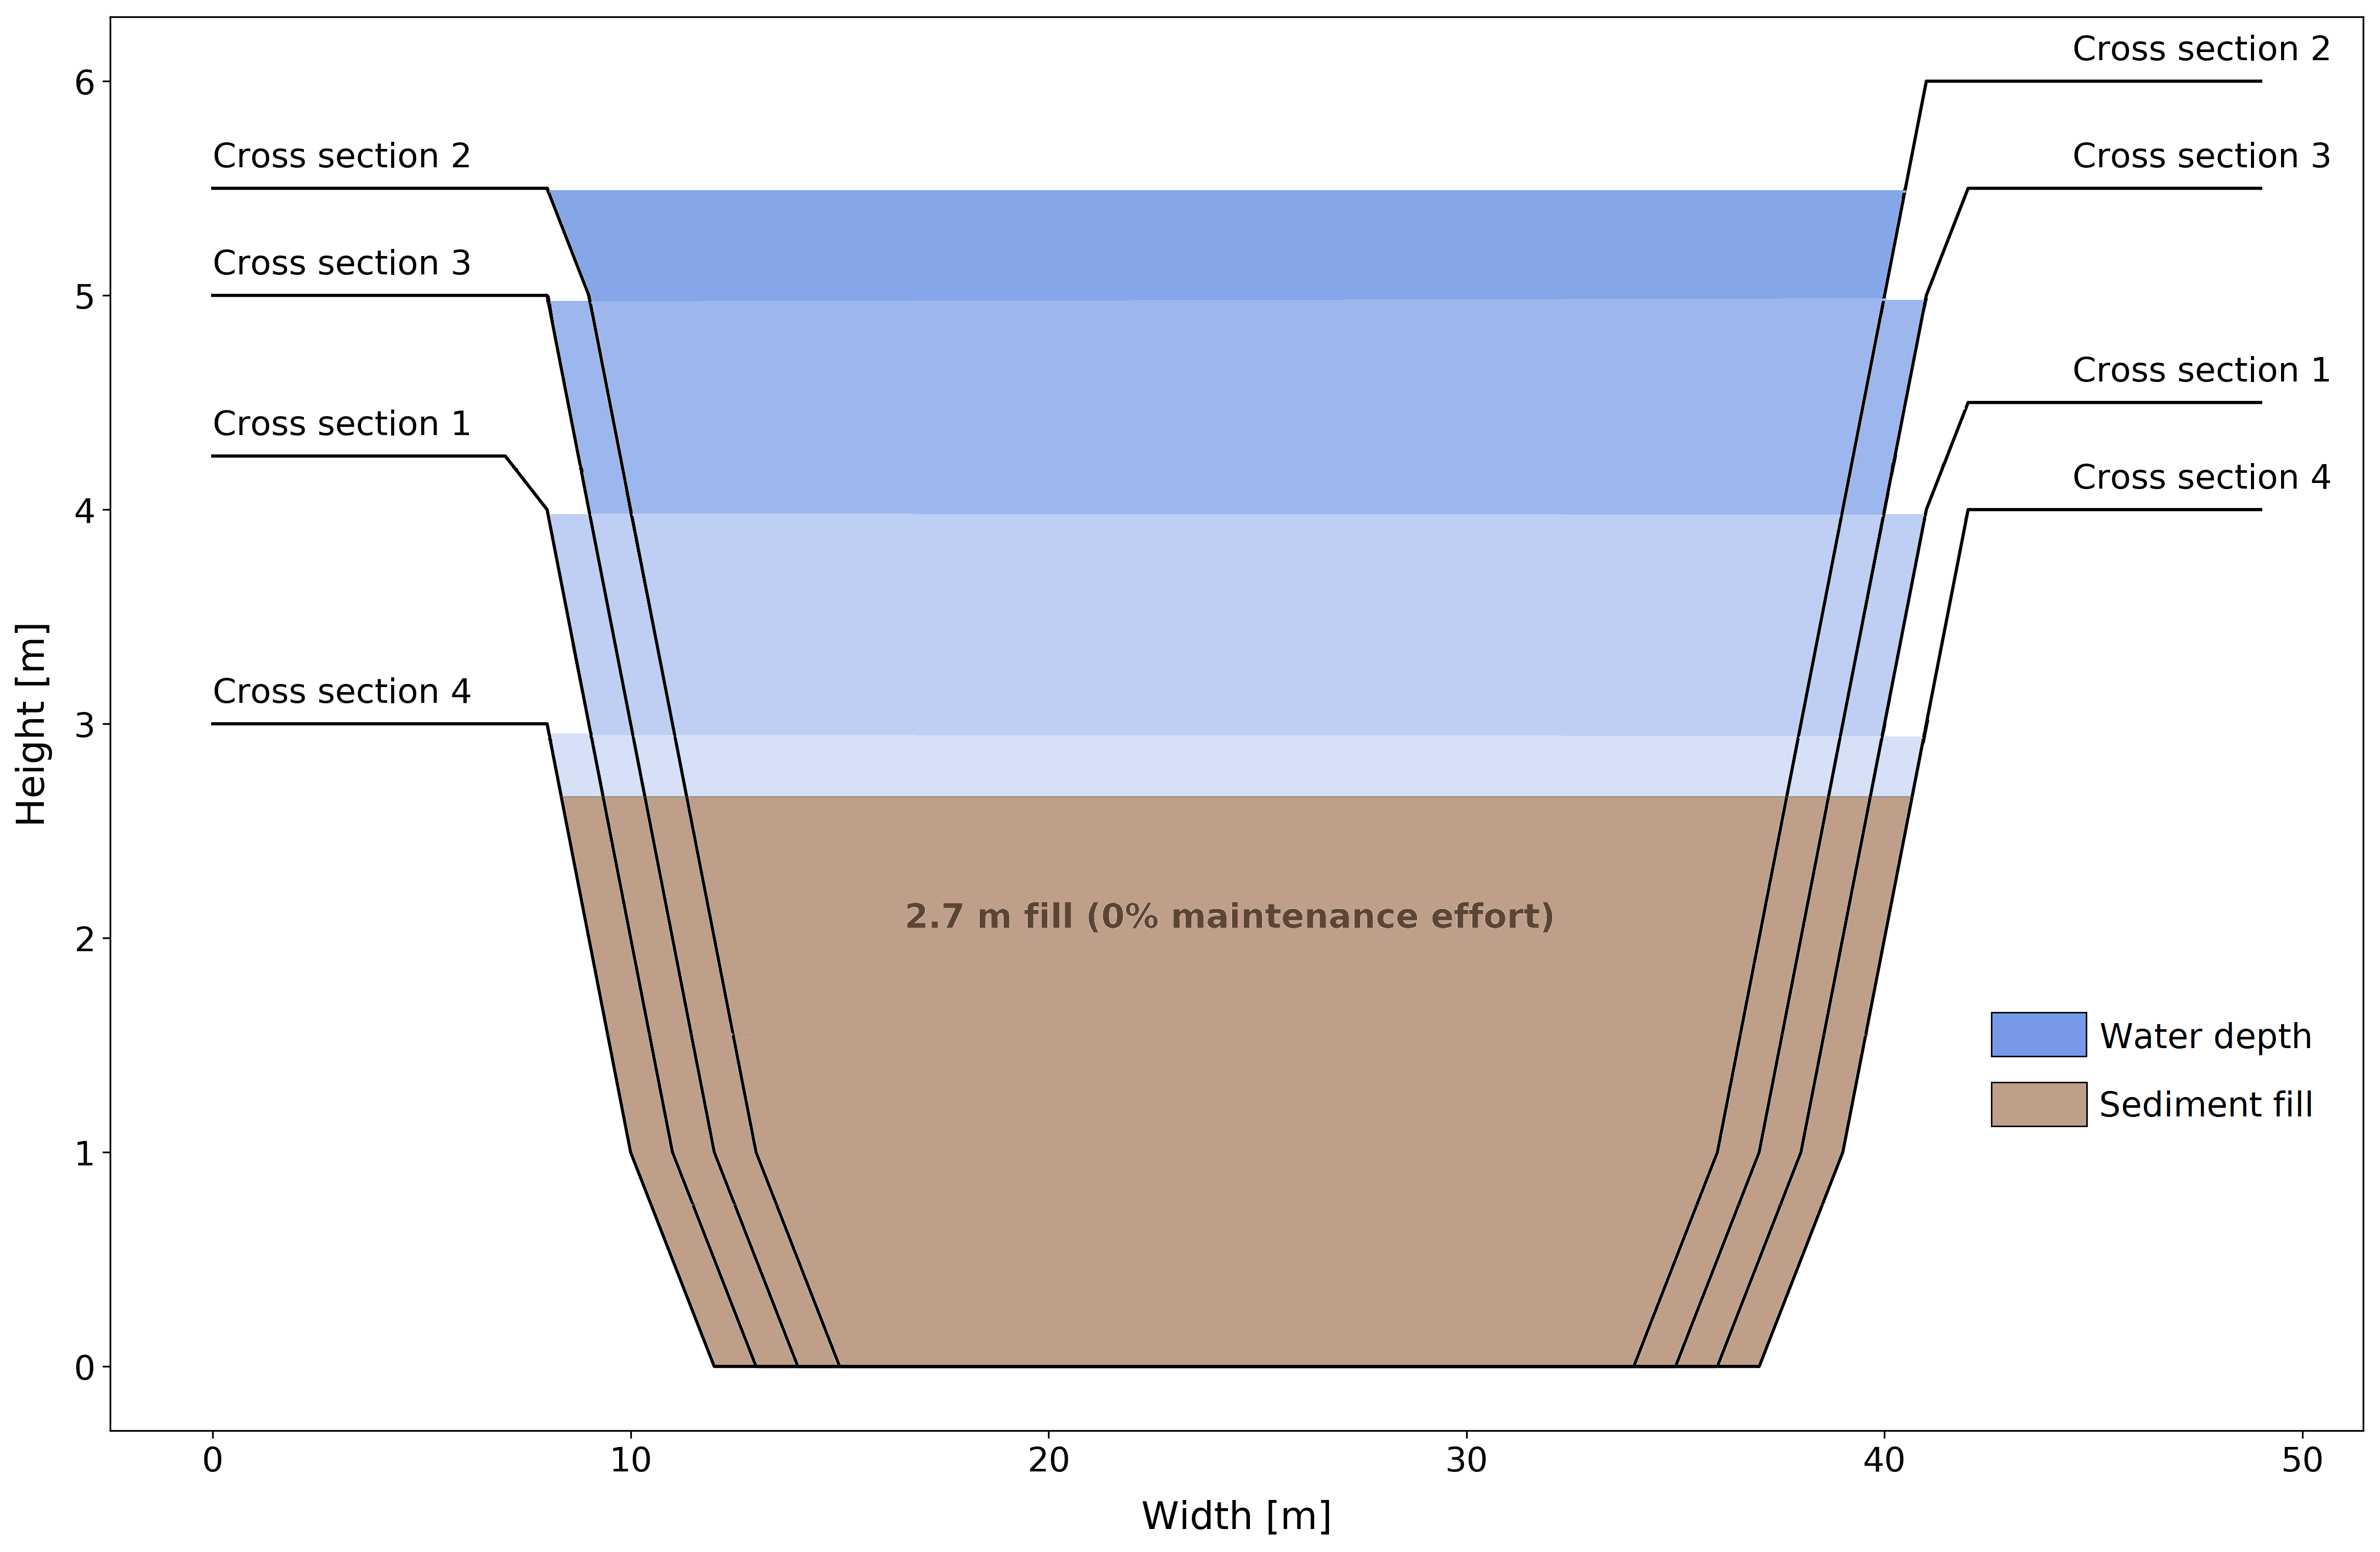 Cross section 2
6
Cross section 2
Cross section 3
Cross section 3
5
Cross section 1
Cross section 1
4
Cross section 4
Cross section 4
3
Height [m]
2.7 m fill (0% maintenance effort)
2
Water depth
Sediment fill
1
0
0 10 20 30 40 50
Width [m]